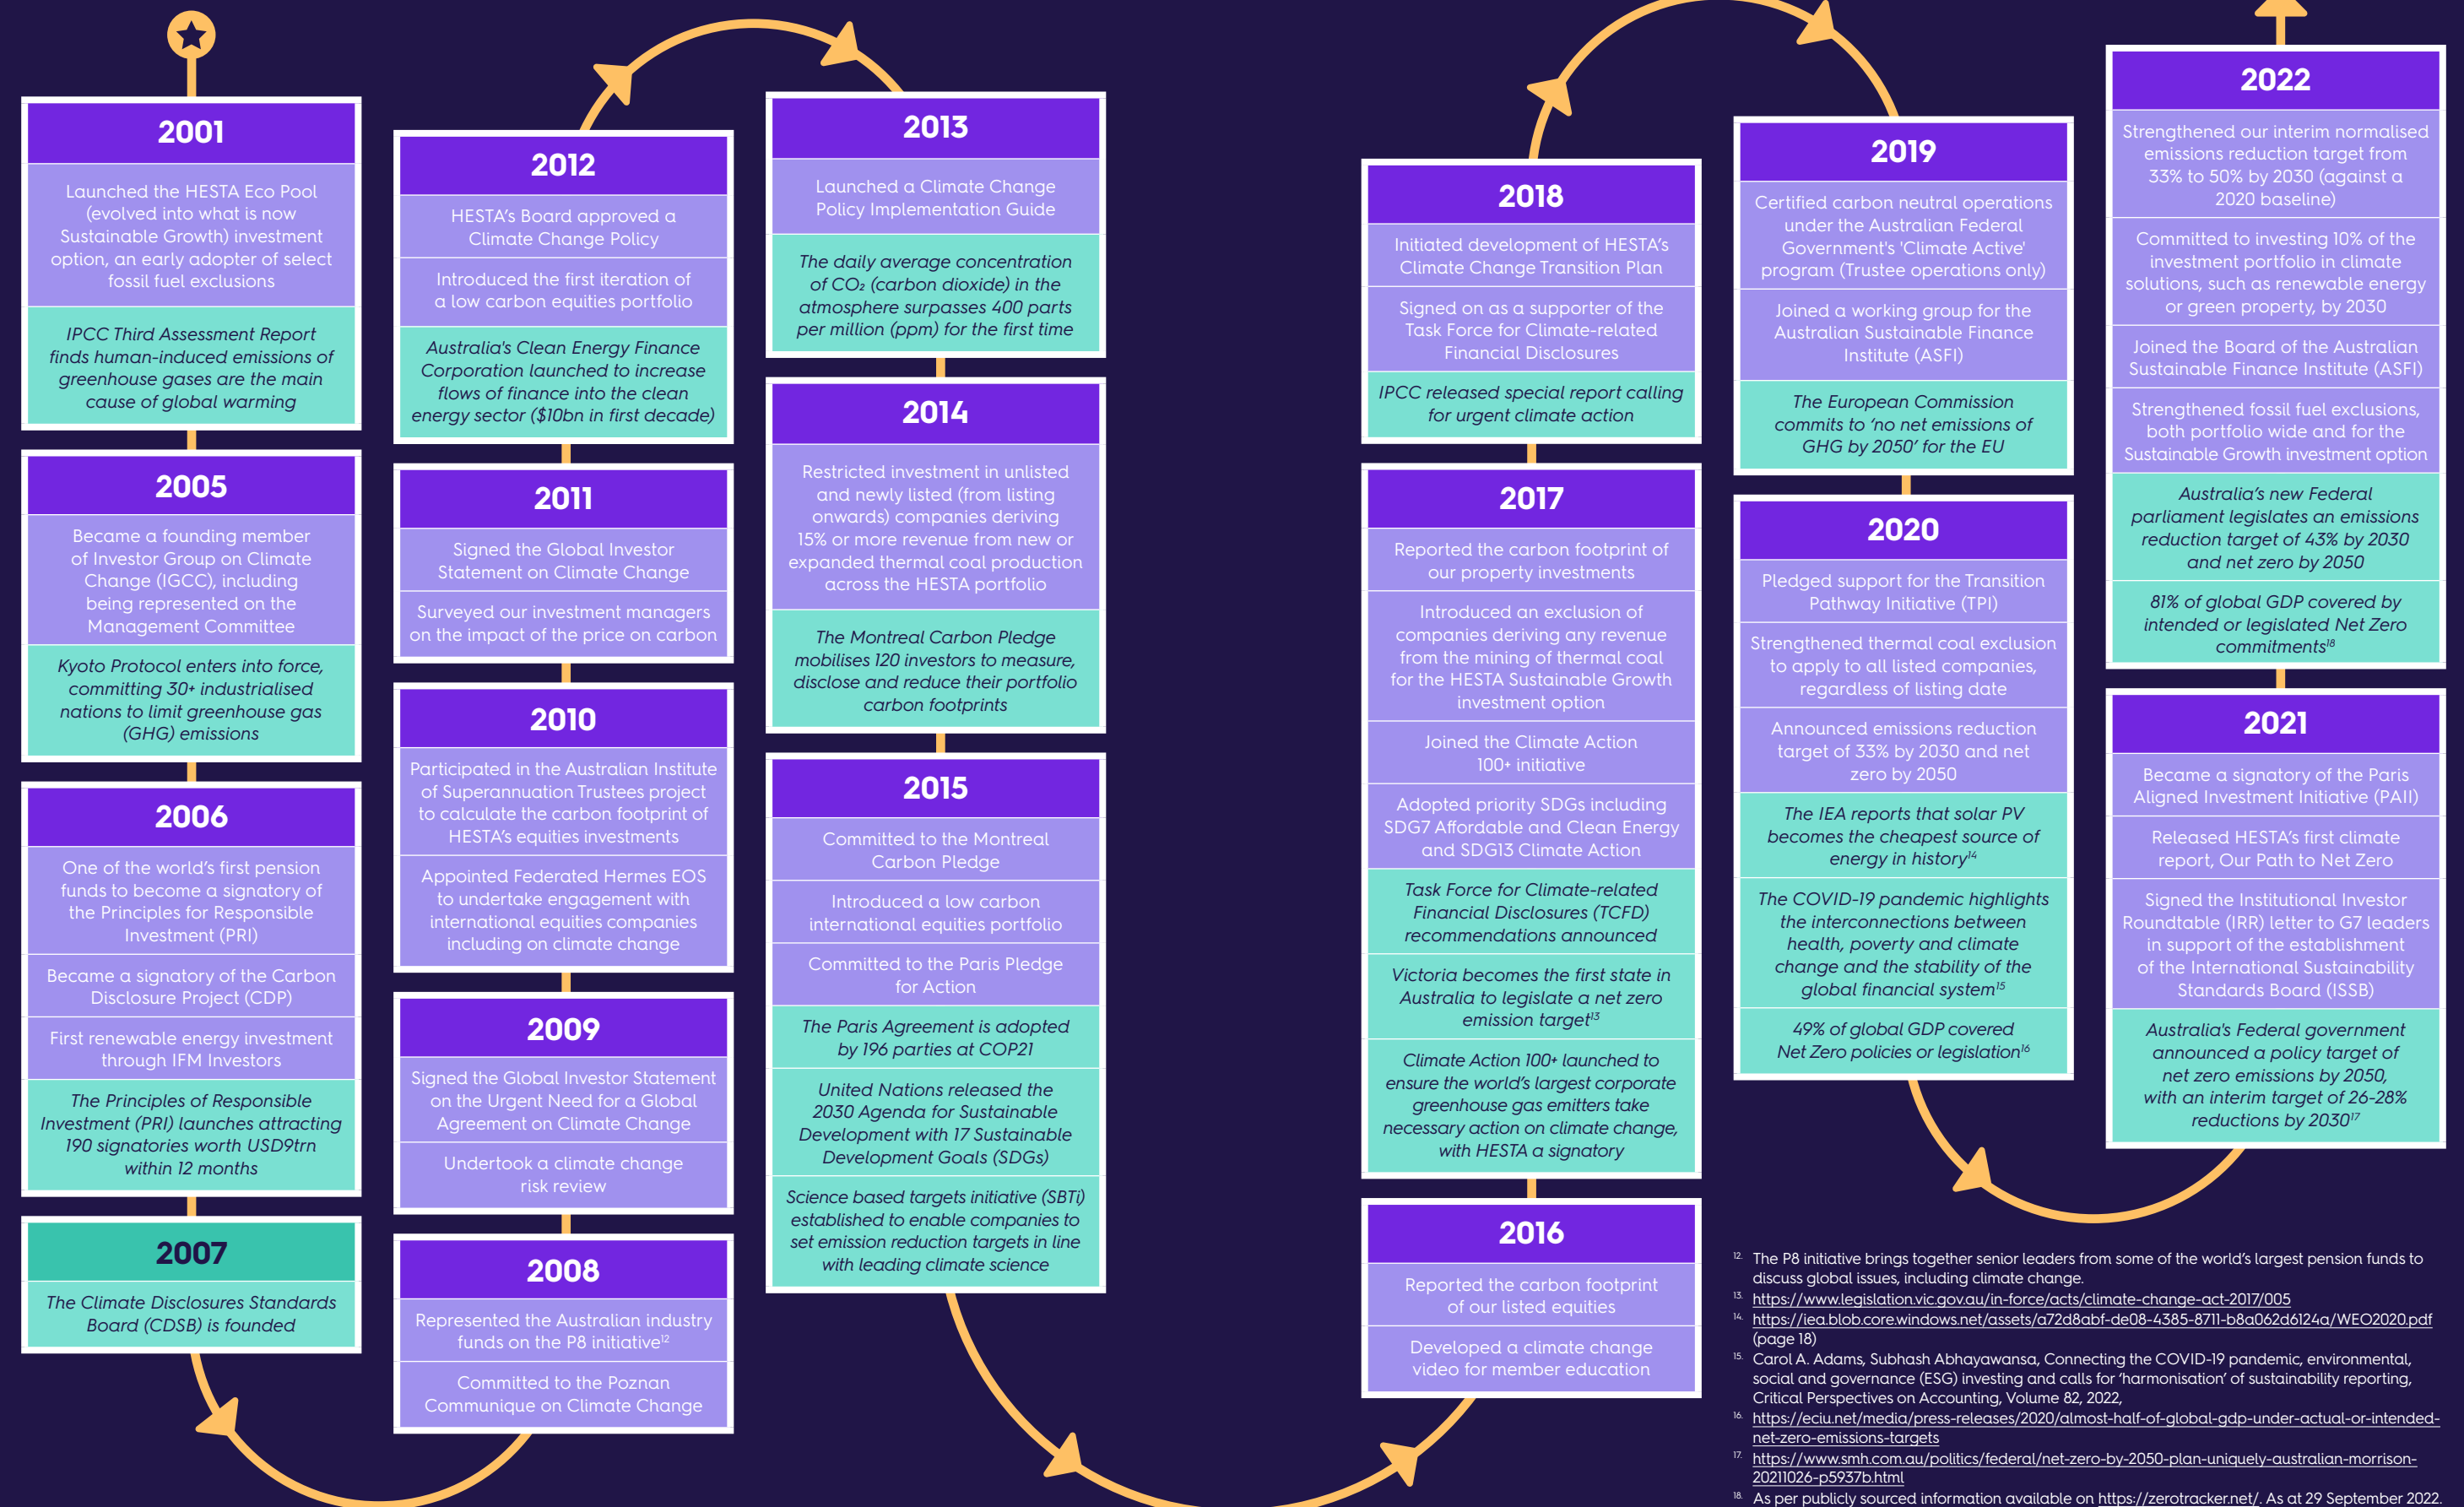 2001
Launched the HESTA Eco Pool
(evolved into what is now
Sustainable Growth) investment
option, an early adopter of select
fossil fuel exclusions
IPCC Third Assessment Report
finds human-induced emissions of
greenhouse gases are the main
cause of global warming
2005
Became a founding member
of Investor Group on Climate
Change (IGCC), including
being represented on the
Management Committee
Kyoto Protocol enters into force,
committing 30+ industrialised
nations to limit greenhouse gas
(GHG) emissions
2006
One of the world's first pension
funds to become a signatory of
the Principles for Responsible
Investment (PRI)
Became a signatory of the Carbon
Disclosure Project (CDP)
First renewable energy investment
through IFM Investors
The Principles of Responsible
Investment (PRI) launches attracting
190 signatories worth USD9trn
within 12 months
2007
The Climate Disclosures Standards
Board (CDSB) is founded
2008
Represented the Australian industry
funds on the P8 initiative¹²
Committed to the Poznan
Communique on Climate Change
2009
Signed the Global Investor Statement
on the Urgent Need for a Global
Agreement on Climate Change
Undertook a climate change
risk review
2010
Participated in the Australian Institute
of Superannuation Trustees project
to calculate the carbon footprint of
HESTA's equities investments
Appointed Federated Hermes EOS
to undertake engagement with
international equities companies
including on climate change
2011
Signed the Global Investor
Statement on Climate Change
Surveyed our investment managers
on the impact of the price on carbon
2012
HESTA's Board approved a
Climate Change Policy
Introduced the first iteration of
a low carbon equities portfolio
Australia's Clean Energy Finance
Corporation launched to increase
flows of finance into the clean
energy sector ($10bn in first decade)
2013
Launched a Climate Change
Policy Implementation Guide
The daily average concentration
of CO₂ (carbon dioxide) in the
atmosphere surpasses 400 parts
per million (ppm) for the first time
2014
Restricted investment in unlisted
and newly listed (from listing
onwards) companies deriving
15% or more revenue from new or
expanded thermal coal production
across the HESTA portfolio
The Montreal Carbon Pledge
mobilises 120 investors to measure,
disclose and reduce their portfolio
carbon footprints
2015
Committed to the Montreal
Carbon Pledge
Introduced a low carbon
international equities portfolio
Committed to the Paris Pledge
for Action
The Paris Agreement is adopted
by 196 parties at COP21
United Nations released the
2030 Agenda for Sustainable
Development with 17 Sustainable
Development Goals (SDGs)
Science based targets initiative (SBTi)
established to enable companies to
set emission reduction targets in line
with leading climate science
2016
Reported the carbon footprint
of our listed equities
Developed a climate change
video for member education
2017
Reported the carbon footprint of
our property investments
Introduced an exclusion of
companies deriving any revenue
from the mining of thermal coal
for the HESTA Sustainable Growth
investment option
Joined the Climate Action
100+ initiative
Adopted priority SDGs including
SDG7 Affordable and Clean Energy
and SDG13 Climate Action
Task Force for Climate-related
Financial Disclosures (TCFD)
recommendations announced
Victoria becomes the first state in
Australia to legislate a net zero
emission target¹³
Climate Action 100+ launched to
ensure the world's largest corporate
greenhouse gas emitters take
necessary action on climate change,
with HESTA a signatory
2018
Initiated development of HESTA's
Climate Change Transition Plan
Signed on as a supporter of the
Task Force for Climate-related
Financial Disclosures
IPCC released special report calling
for urgent climate action
2019
Certified carbon neutral operations
under the Australian Federal
Government's 'Climate Active'
program (Trustee operations only)
Joined a working group for the
Australian Sustainable Finance
Institute (ASFI)
The European Commission
commits to 'no net emissions of
GHG by 2050' for the EU
2020
Pledged support for the Transition
Pathway Initiative (TPI)
Strengthened thermal coal exclusion
to apply to all listed companies,
regardless of listing date
Announced emissions reduction
target of 33% by 2030 and net
zero by 2050
The IEA reports that solar PV
becomes the cheapest source of
energy in history¹⁴
The COVID-19 pandemic highlights
the interconnections between
health, poverty and climate
change and the stability of the
global financial system¹⁵
49% of global GDP covered
Net Zero policies or legislation¹⁶
2021
Became a signatory of the Paris
Aligned Investment Initiative (PAII)
Released HESTA's first climate
report, Our Path to Net Zero
Signed the Institutional Investor
Roundtable (IRR) letter to G7 leaders
in support of the establishment
of the International Sustainability
Standards Board (ISSB)
Australia's Federal government
announced a policy target of
net zero emissions by 2050,
with an interim target of 26-28%
reductions by 2030¹⁷
2022
Strengthened our interim normalised
emissions reduction target from
33% to 50% by 2030 (against a
2020 baseline)
Committed to investing 10% of the
investment portfolio in climate
solutions, such as renewable energy
or green property, by 2030
Joined the Board of the Australian
Sustainable Finance Institute (ASFI)
Strengthened fossil fuel exclusions,
both portfolio wide and for the
Sustainable Growth investment option
Australia's new Federal
parliament legislates an emissions
reduction target of 43% by 2030
and net zero by 2050
81% of global GDP covered by
intended or legislated Net Zero
commitments¹⁸
12. The P8 initiative brings together senior leaders from some of the world's largest pension funds to
discuss global issues, including climate change.
13. https://www.legislation.vic.gov.au/in-force/acts/climate-change-act-2017/005
14. https://iea.blob.core.windows.net/assets/a72d8abf-de08-4385-8711-b8a062d6124a/WEO2020.pdf
(page 18)
15. Carol A. Adams, Subhash Abhayawansa, Connecting the COVID-19 pandemic, environmental,
social and governance (ESG) investing and calls for 'harmonisation' of sustainability reporting,
Critical Perspectives on Accounting, Volume 82, 2022,
16. https://eciu.net/media/press-releases/2020/almost-half-of-global-gdp-under-actual-or-intended-
net-zero-emissions-targets
17. https://www.smh.com.au/politics/federal/net-zero-by-2050-plan-uniquely-australian-morrison-
20211026-p5937b.html
18. As per publicly sourced information available on https://zerotracker.net/. As at 29 September 2022.